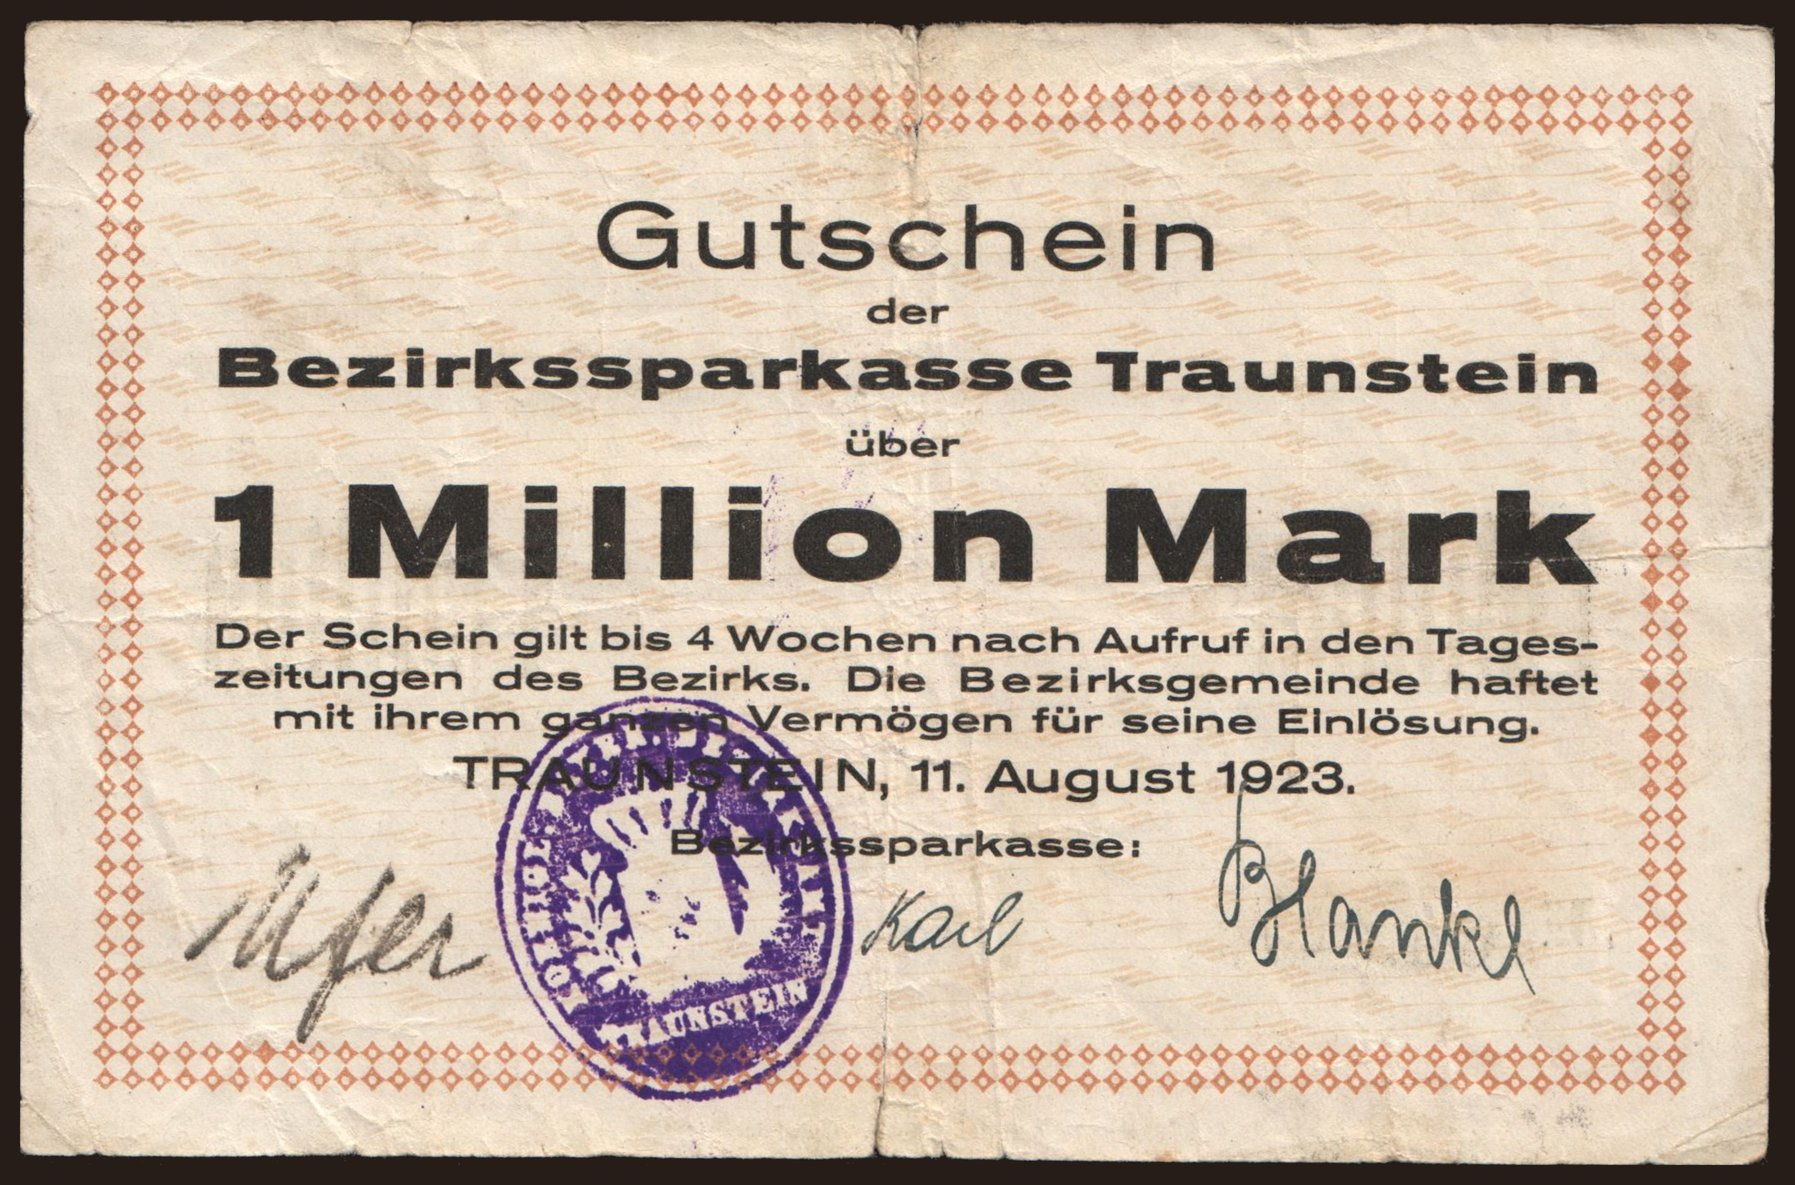 Gutschein
der
Bezirkssparkasse Traunstein
über
1 Million Mark
Der Schein gilt bis 4 Wochen nach Aufruf in den Tages-
zeitungen des Bezirks. Die Bezirksgemeinde haftet
mit ihrem ganzen Vermögen für seine Einlösung.
TRAUNSTEIN, 11. August 1923.
Bezirkssparkasse:
Karl
Blankl
TRAUNSTEIN